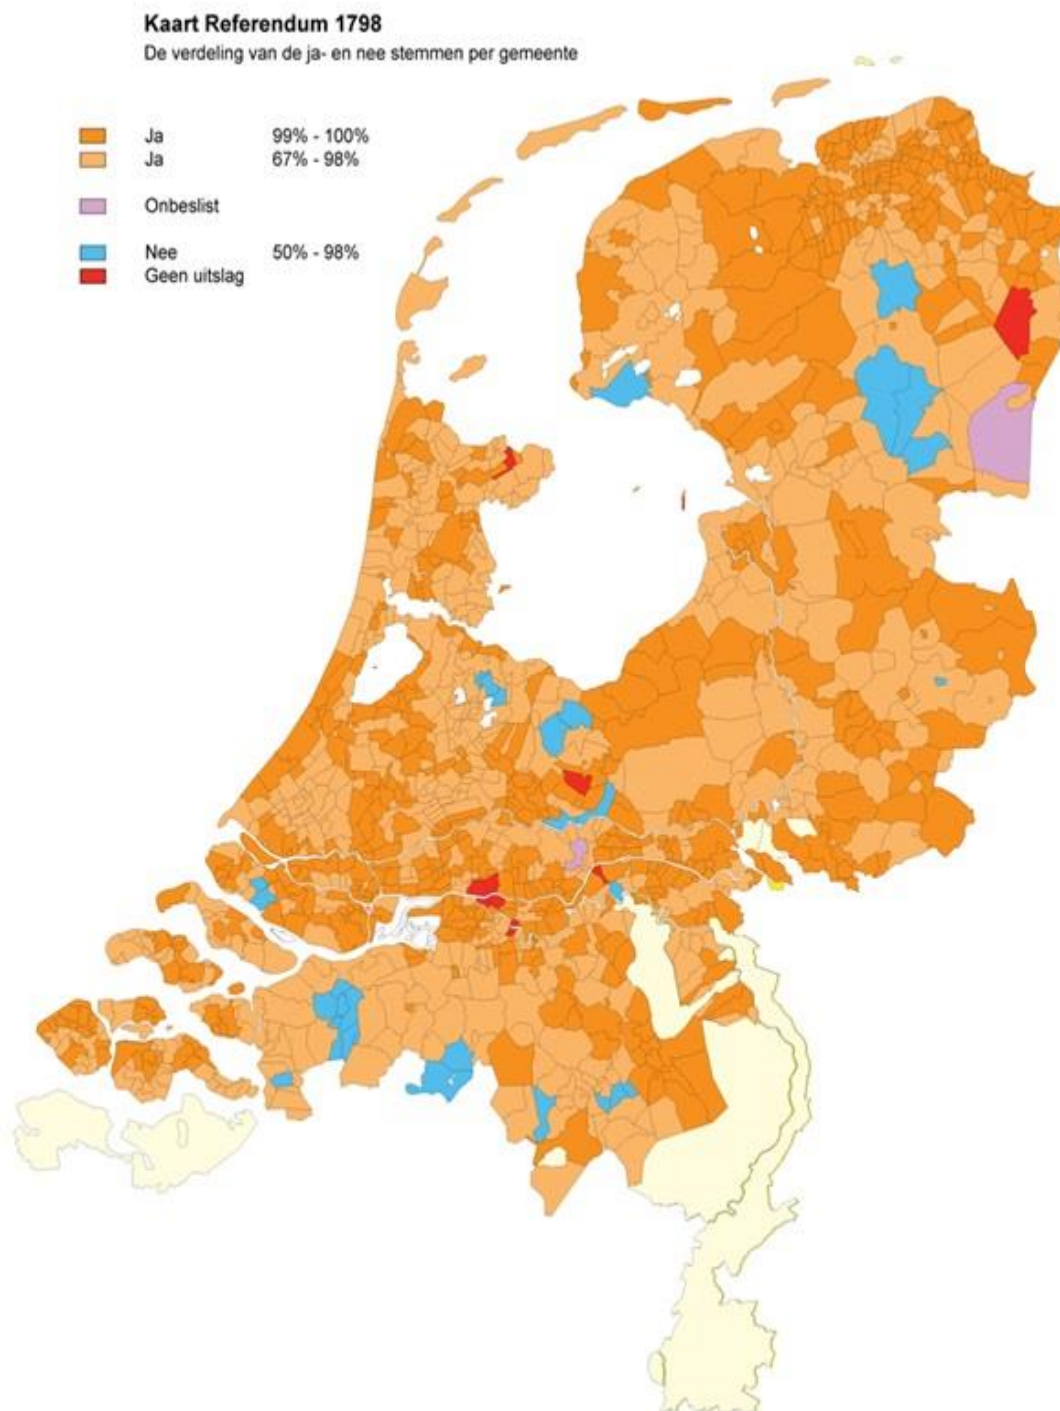 Kaart Referendum 1798
De verdeling van de ja- en nee stemmen per gemeente
Ja 99% - 100%
Ja 67% - 98%
Onbeslist
Nee 50% - 98%
Geen uitslag